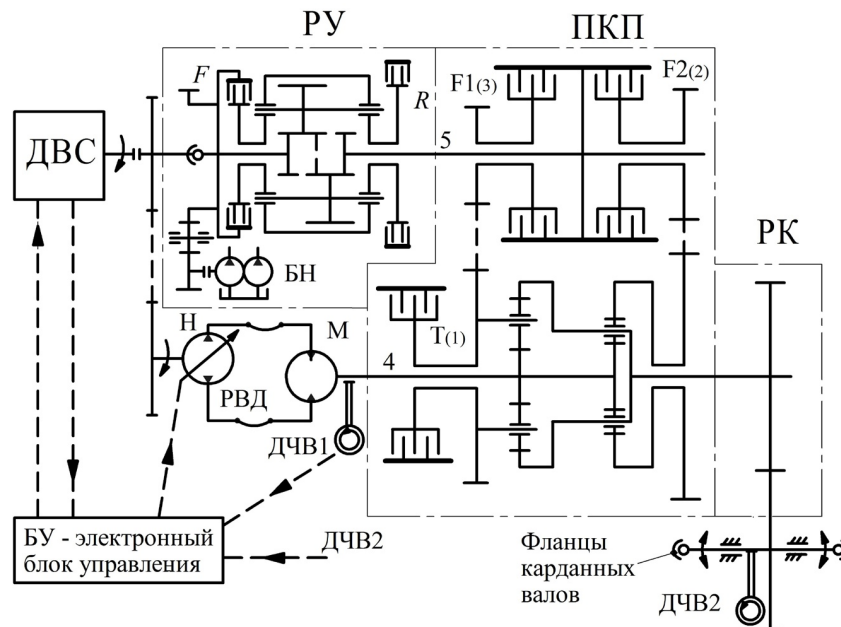 РУ
ПКП
F
R
F1(3)
F2(2)
ДВС
5
РК
БН
Н
М
Т(1)
4
РВД
ДЧВ1
БУ - электронный
блок управления
ДЧВ2
Фланцы
карданных
валов
ДЧВ2